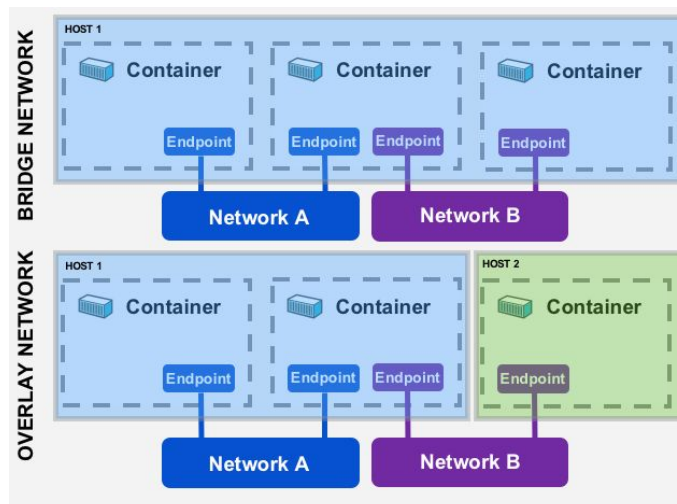 BRIDGE NETWORK
HOST 1
Container
Container
Container
Endpoint
Endpoint
Endpoint
Endpoint
Network A
Network B
OVERLAY NETWORK
HOST 1
HOST 2
Container
Container
Container
Endpoint
Endpoint
Endpoint
Endpoint
Network A
Network B